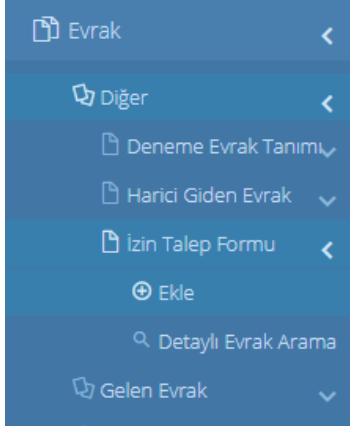 Evrak
Diğer
Deneme Evrak Tanımı
Harici Giden Evrak
İzin Talep Formu
Ekle
Detaylı Evrak Arama
Gelen Evrak